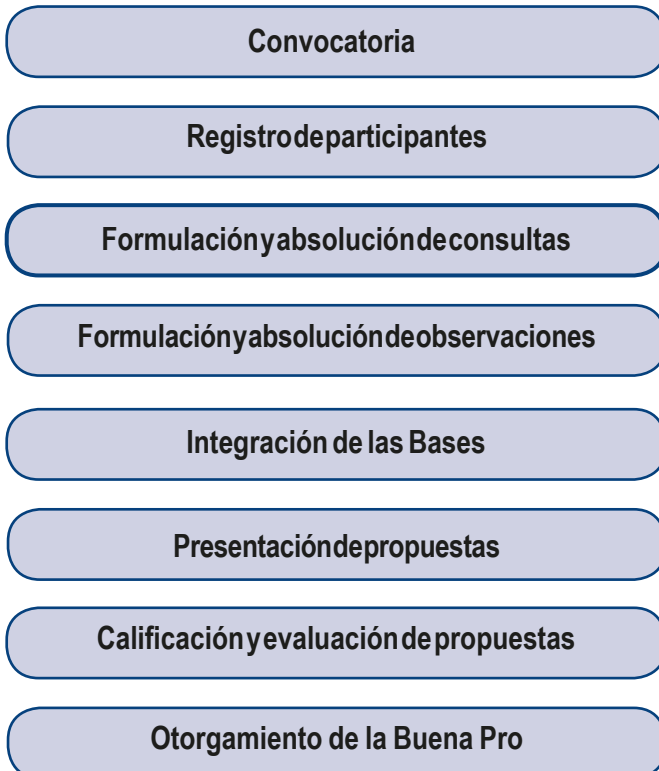 Convocatoria
Registrodeparticipantes
Formulaciónyabsolucióndeconsultas
Formulaciónyabsolucióndeobservaciones
Integración de las Bases
Presentacióndepropuestas
Calificaciónyevaluacióndepropuestas
Otorgamiento de la Buena Pro